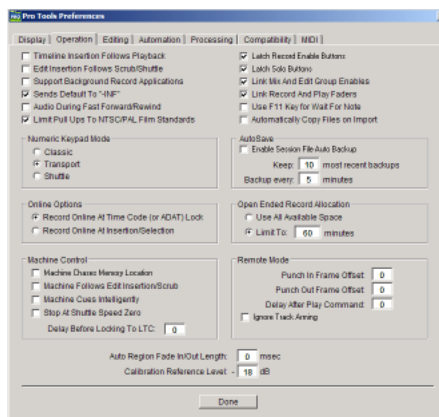 Pro Tools Preferences
Display Operation Editing Automation Processing Compatibility MIDI
Timeline Insertion Follows Playback
Edit Insertion Follows Scrub/Shuttle
Support Background Record Applications
Sends Default To "-INF"
Audio During Fast Forward/Rewind
Limit Pull Ups To NTSC/PAL Film Standards
Latch Record Enable Buttons
Latch Solo Buttons
Link Mix And Edit Group Enables
Link Record And Play Faders
Use F11 Key for Wait For Note
Automatically Copy Files on Import
Numeric Keypad Mode
Classic
Transport
Shuttle
AutoSave
Enable Session File Auto Backup
Keep: 10 most recent backups
Backup every: 5 minutes
Online Options
Record Online At Time Code (or ADAT) Lock
Record Online At Insertion/Selection
Open Ended Record Allocation
Use All Available Space
Limit To: 60 minutes
Machine Control
Machine Chases Memory Location
Machine Follows Edit Insertion/Scrub
Machine Cues Intelligently
Stop At Shuttle Speed Zero
Delay Before Locking To LTC: 0
Remote Mode
Punch In Frame Offset: 0
Punch Out Frame Offset: 0
Delay After Play Command: 0
Ignore Track Arming
Auto Region Fade In/Out Length: 0 msec
Calibration Reference Level: - 18 dB
Done